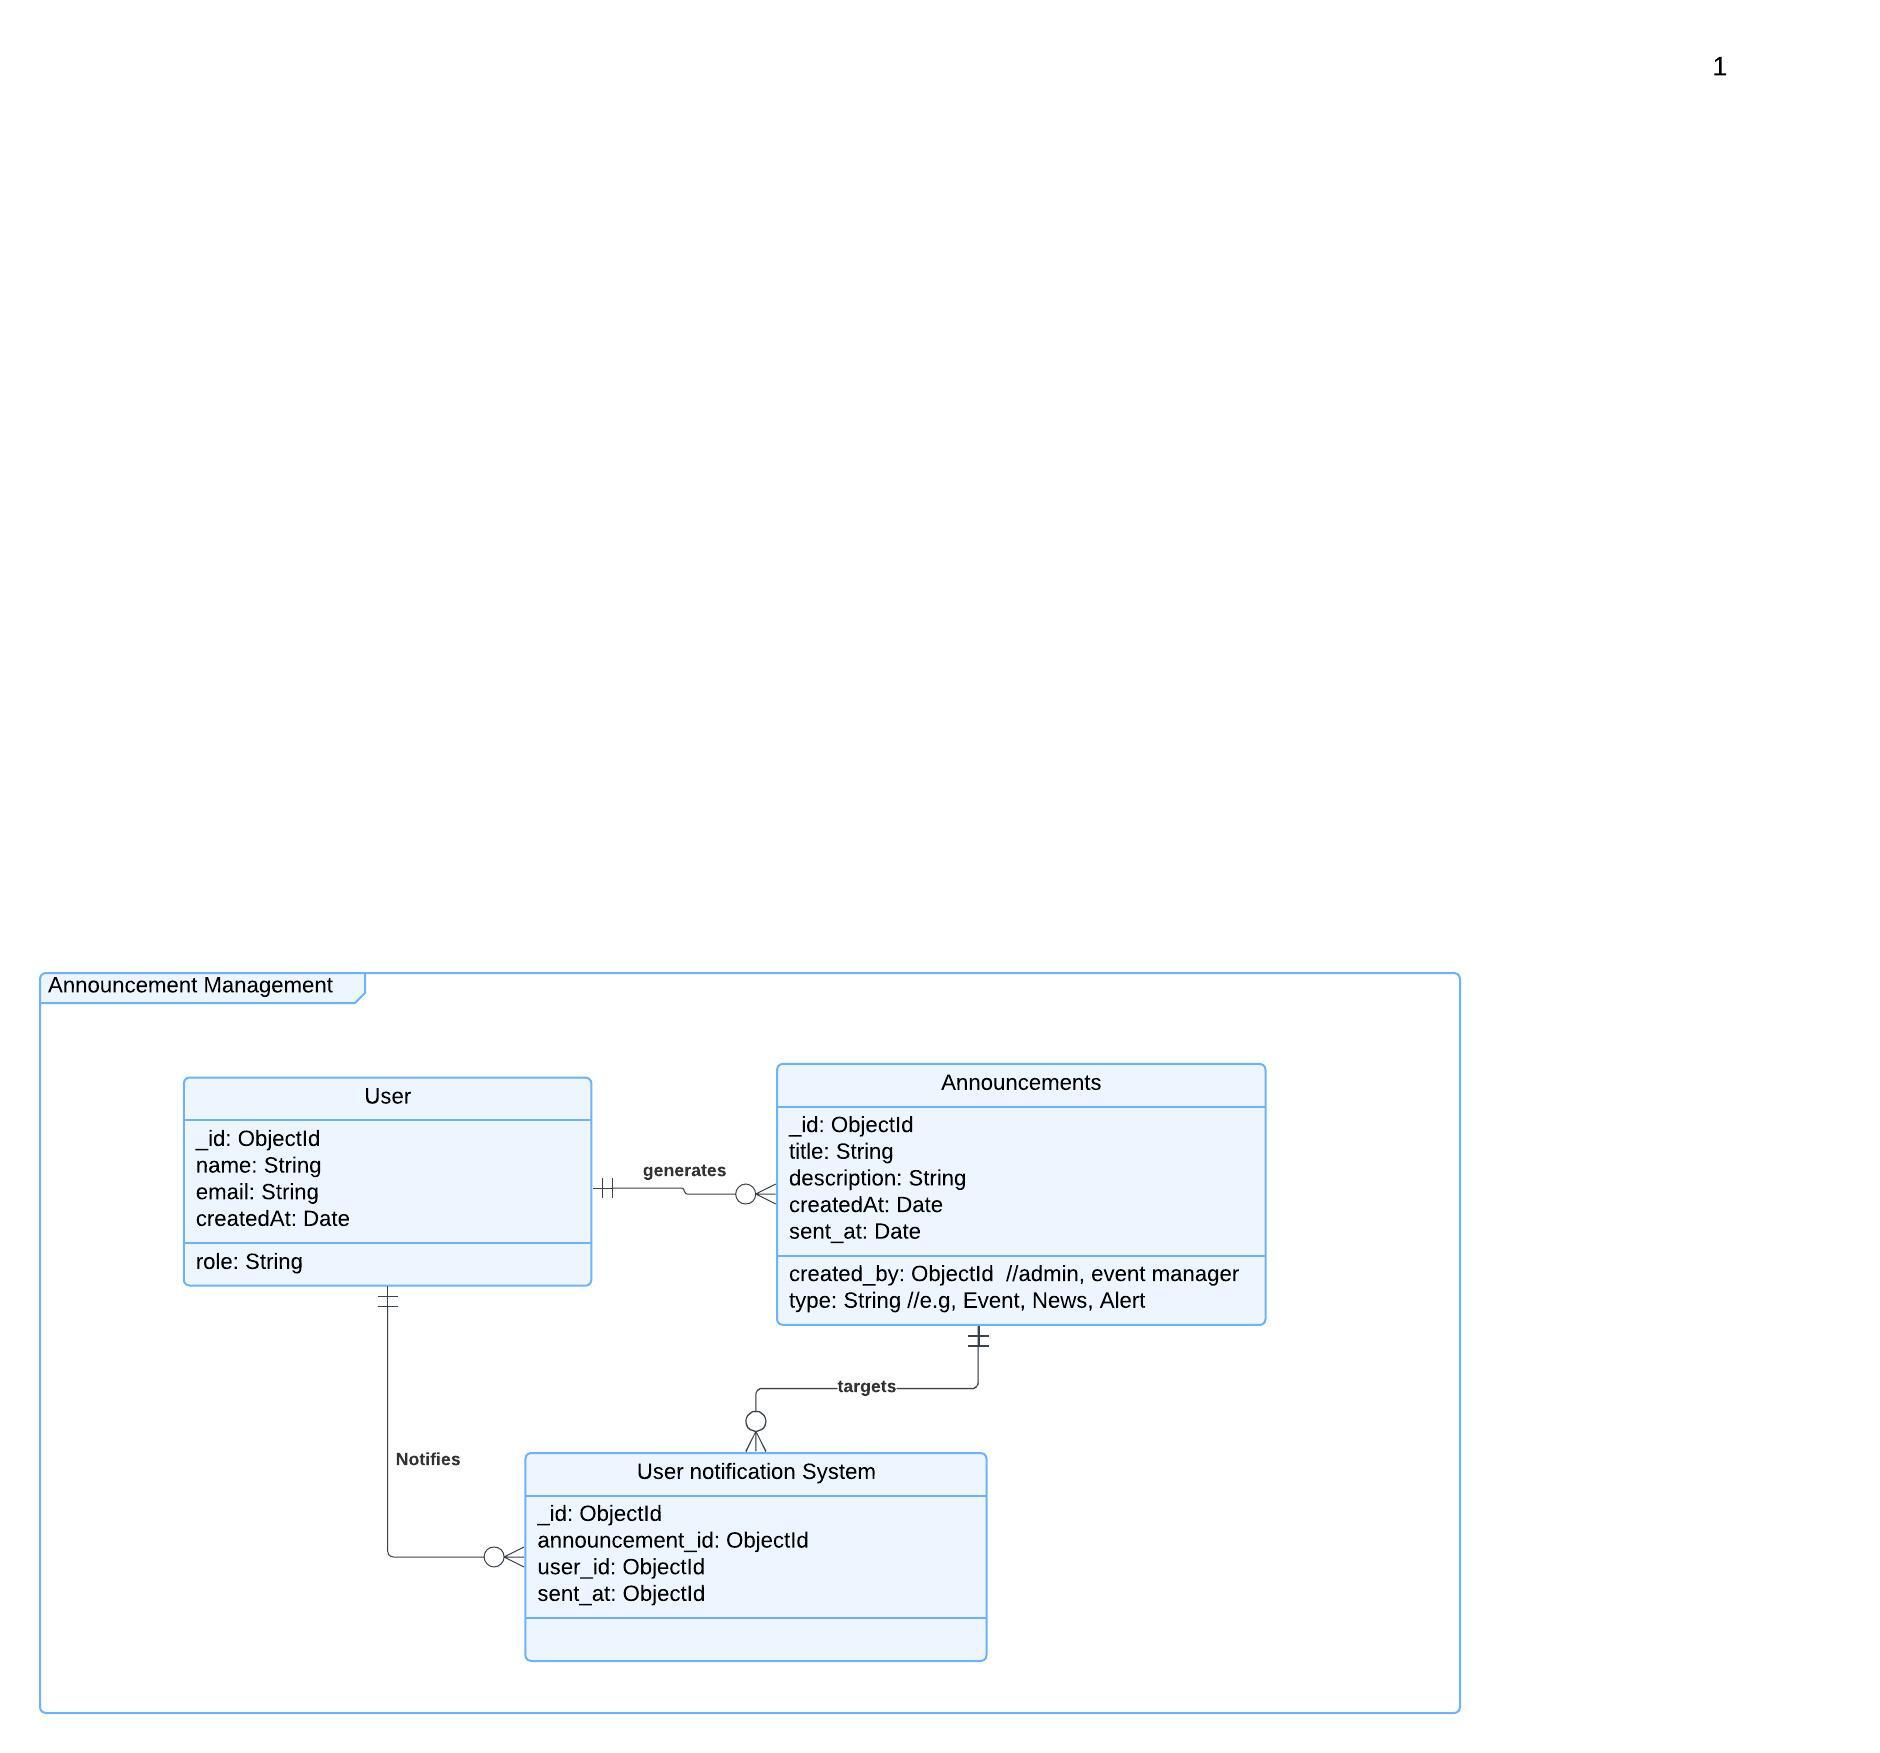 1
Announcement Management
User
_id: ObjectId
name: String
email: String
createdAt: Date
role: String
generates
Announcements
_id: ObjectId
title: String
description: String
createdAt: Date
sent_at: Date
created_by: ObjectId  //admin, event manager
type: String //e.g, Event, News, Alert
targets
Notifies
User notification System
_id: ObjectId
announcement_id: ObjectId
user_id: ObjectId
sent_at: ObjectId